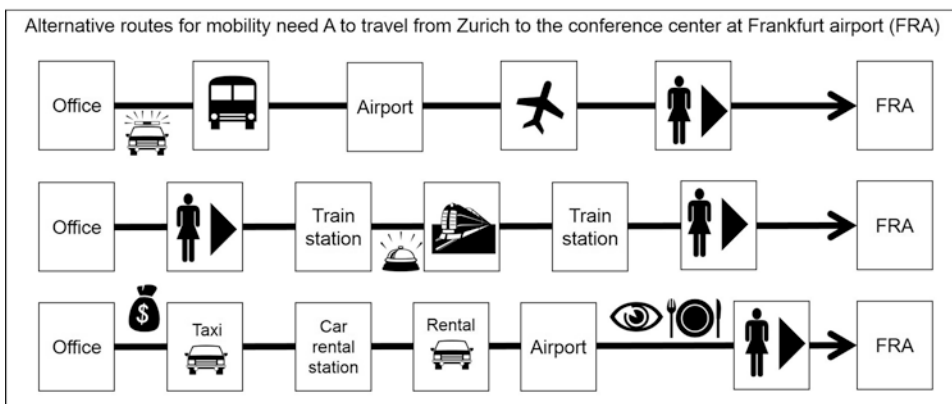 Alternative routes for mobility need A to travel from Zurich to the conference center at Frankfurt airport (FRA)
Office
Airport
FRA
Office
Train
station
Train
station
FRA
Office
$
Taxi
Car
rental
station
Rental
Airport
FRA